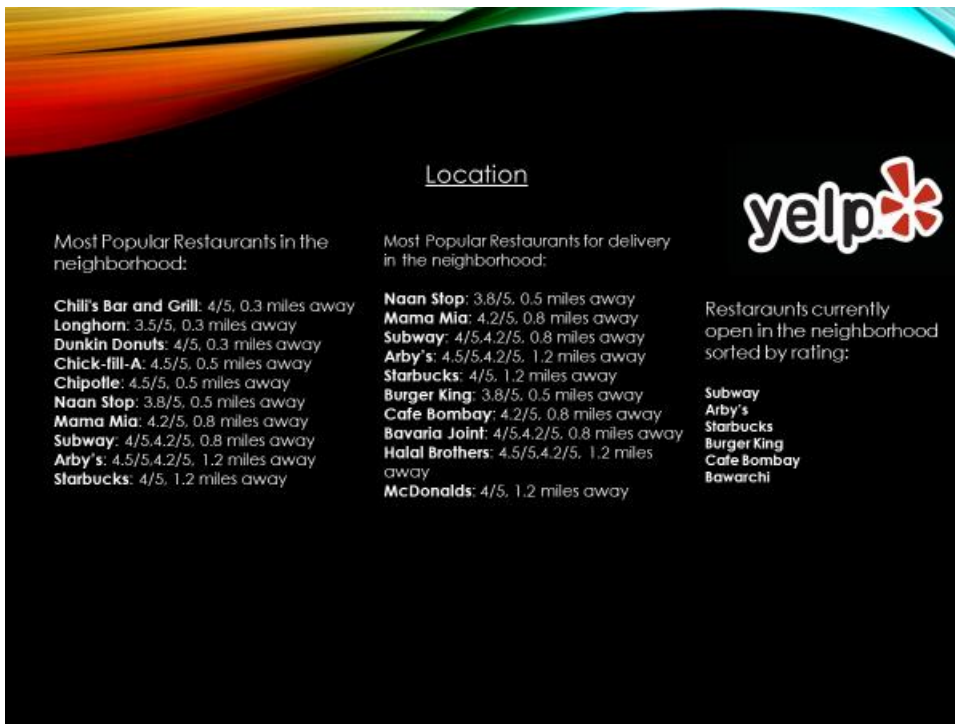 Location
yelp
Most Popular Restaurants in the
neighborhood:
Chili's Bar and Grill: 4/5, 0.3 miles away
Longhorn: 3.5/5, 0.3 miles away
Dunkin Donuts: 4/5, 0.3 miles away
Chick-fill-A: 4.5/5, 0.5 miles away
Chipotle: 4.5/5, 0.5 miles away
Naan Stop: 3.8/5, 0.5 miles away
Mama Mia: 4.2/5, 0.8 miles away
Subway: 4/5,4.2/5, 0.8 miles away
Arby's: 4.5/5,4.2/5, 1.2 miles away
Starbucks: 4/5, 1.2 miles away
Most Popular Restaurants for delivery
in the neighborhood:
Naan Stop: 3.8/5, 0.5 miles away
Mama Mia: 4.2/5, 0.8 miles away
Subway: 4/5,4.2/5, 0.8 miles away
Arby's: 4.5/5,4.2/5, 1.2 miles away
Starbucks: 4/5, 1.2 miles away
Burger King: 3.8/5, 0.5 miles away
Cafe Bombay: 4.2/5, 0.8 miles away
Bavaria Joint: 4/5,4.2/5, 0.8 miles away
Halal Brothers: 4.5/5,4.2/5, 1.2 miles
away
McDonalds: 4/5, 1.2 miles away
Restaraunts currently
open in the neighborhood
sorted by rating:
Subway
Arby's
Starbucks
Burger King
Cafe Bombay
Bawarchi